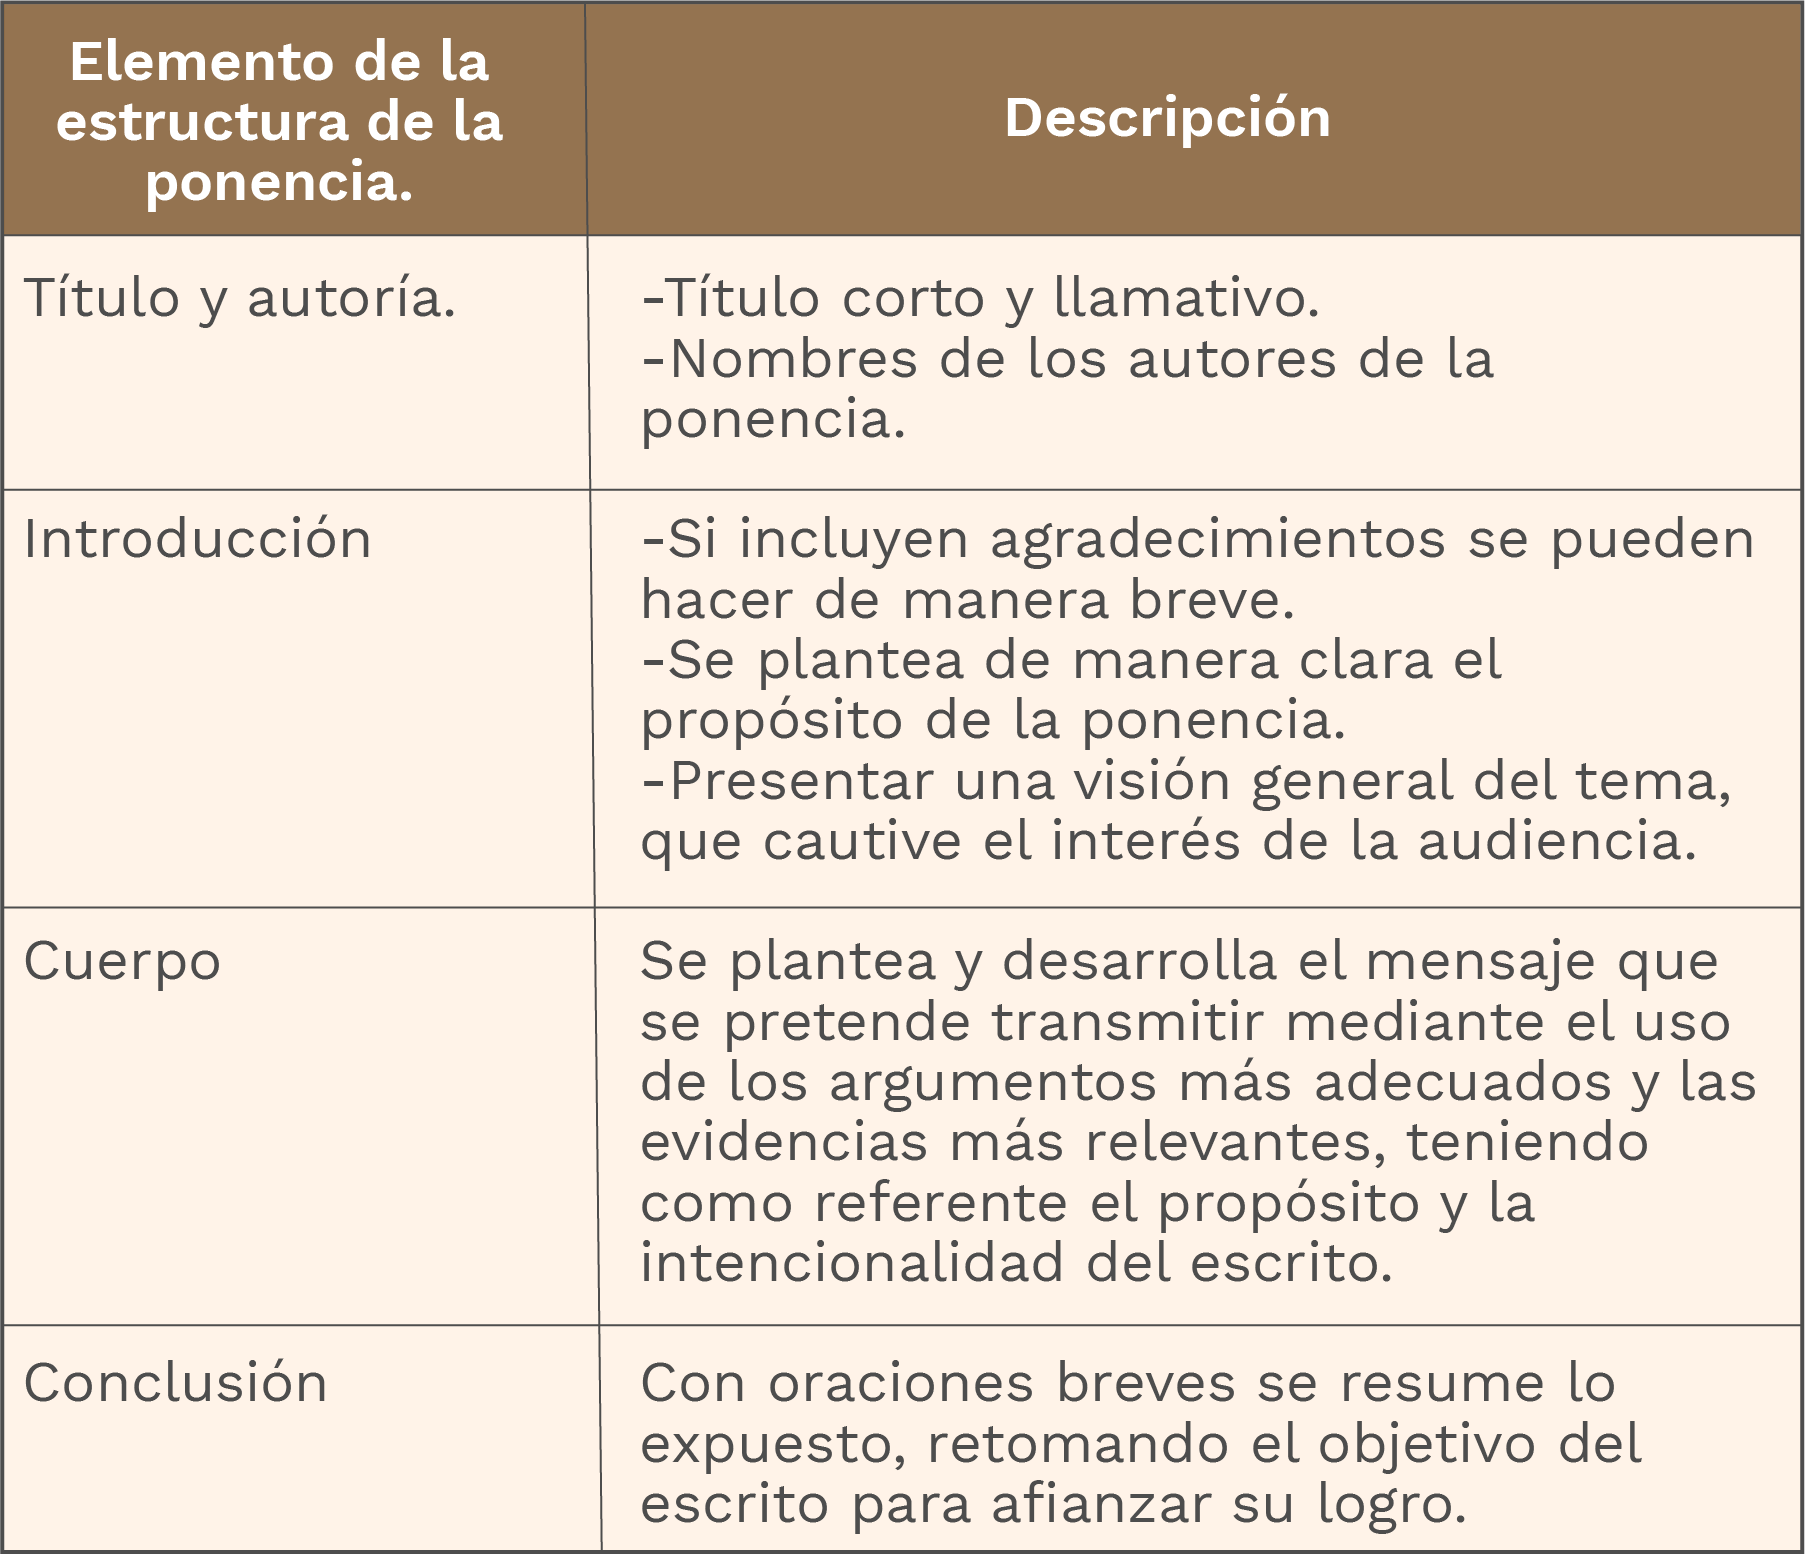 Elemento de la
estructura de la
ponencia.
Descripción
Título y autoría.
-Título corto y llamativo.
-Nombres de los autores de la
ponencia.
Introducción
-Si incluyen agradecimientos se pueden
hacer de manera breve.
-Se plantea de manera clara el
propósito de la ponencia.
-Presentar una visión general del tema,
que cautive el interés de la audiencia.
Cuerpo
Se plantea y desarrolla el mensaje que
se pretende transmitir mediante el uso
de los argumentos más adecuados y las
evidencias más relevantes, teniendo
como referente el propósito y la
intencionalidad del escrito.
Conclusión
Con oraciones breves se resume lo
expuesto, retomando el objetivo del
escrito para afianzar su logro.